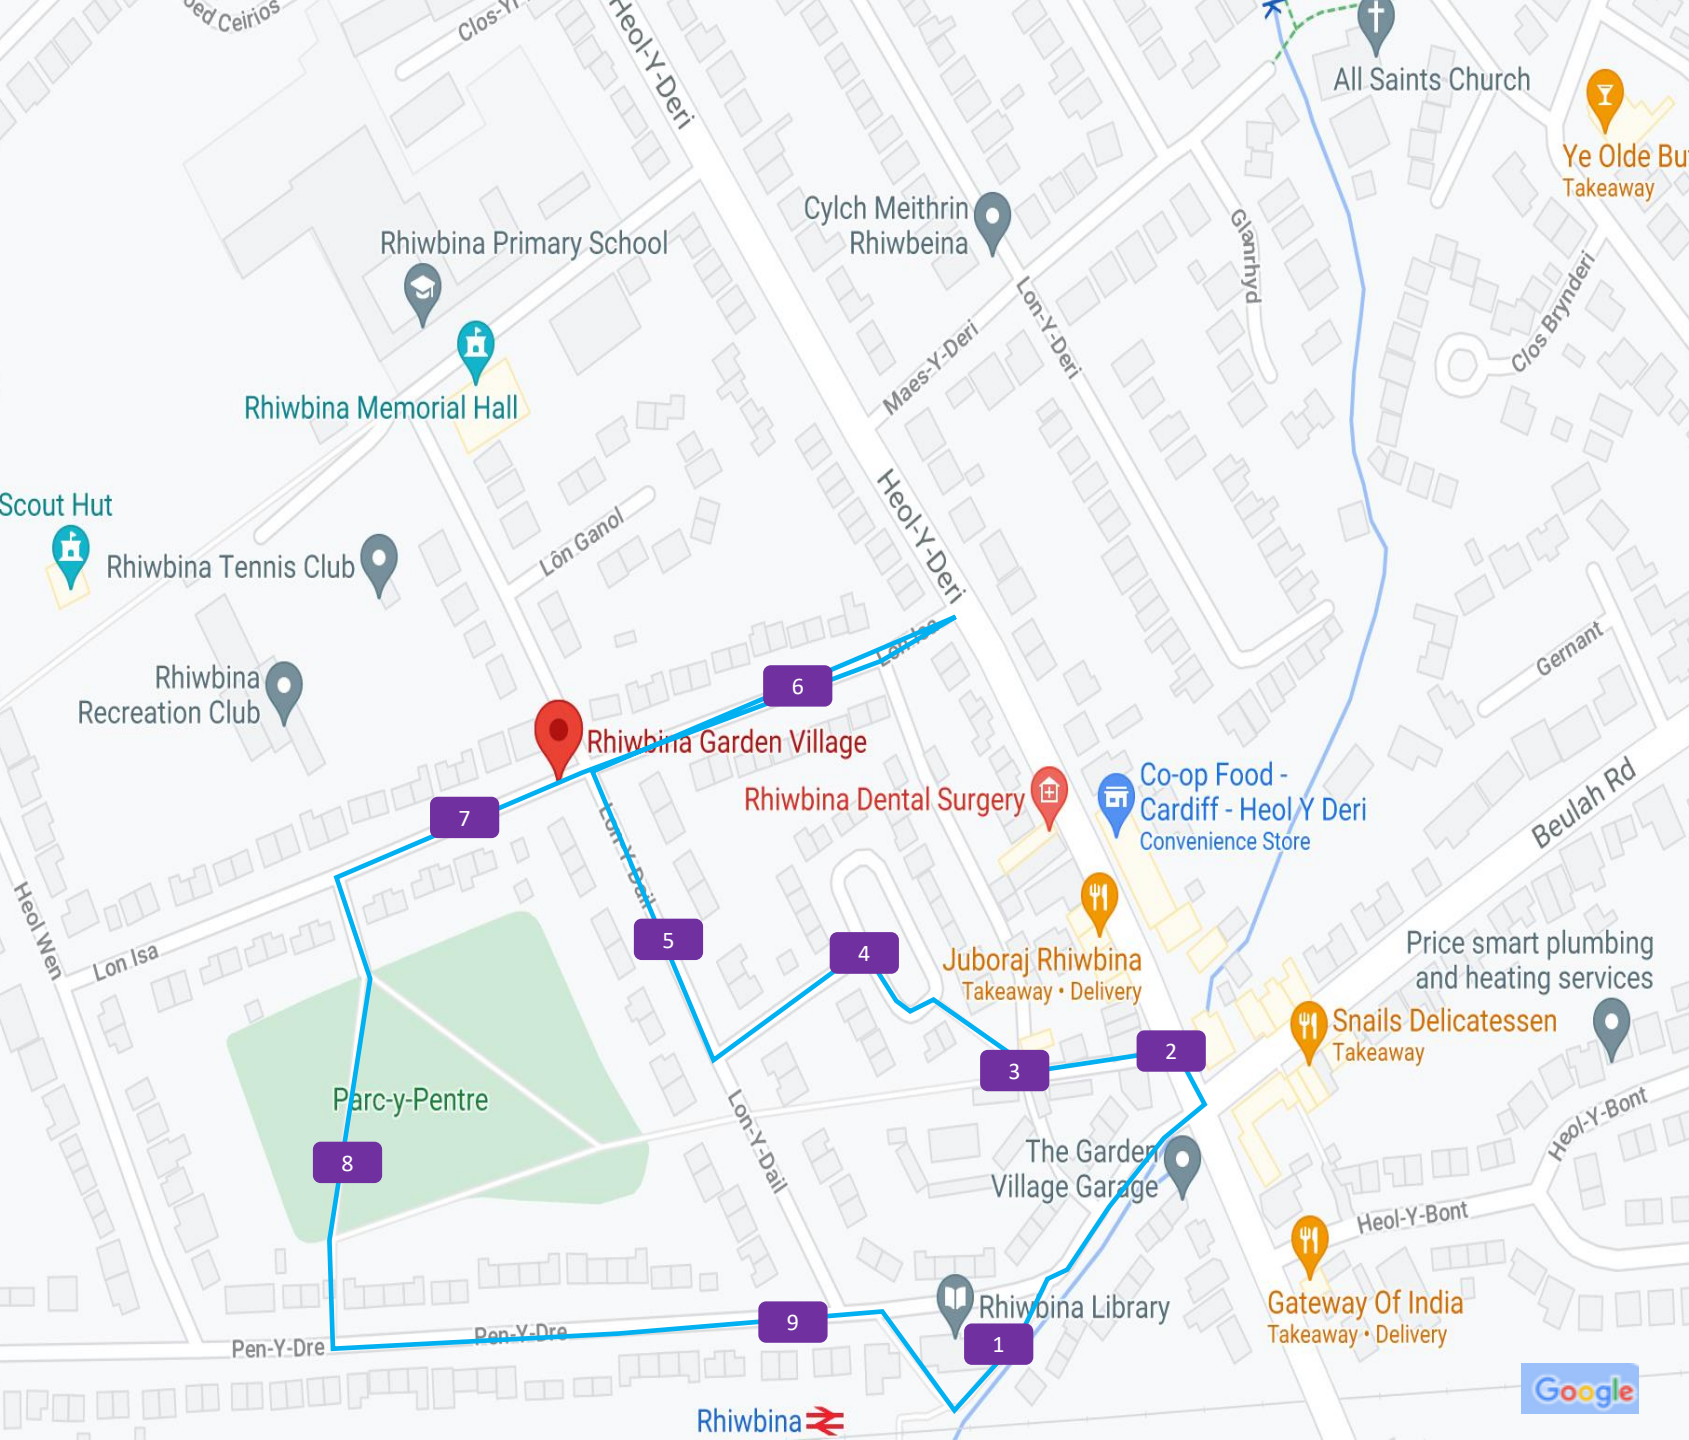 Ceirios
Clos-Y
Heol-Y-Deri
All Saints Church
Ye Olde Bu
Takeaway
Cylch Meithrin
Rhiwbeina
Glanrhyd
Rhiwbina Primary School
Lon-Y-Deri
Clos Brynderi
Maes-Y-Deri
Rhiwbina Memorial Hall
Scout Hut
Heol-Y-Deri
Lôn Ganol
Rhiwbina Tennis Club
Lon Isa
Gernant
Rhiwbina
Recreation Club
6
Rhiwbina Garden Village
Co-op Food -
Cardiff - Heol Y Deri
Convenience Store
Rhiwbina Dental Surgery
Beulah Rd
7
Lon-Y-Dail
Heol Wen
5
4
Juboraj Rhiwbina
Takeaway • Delivery
Price smart plumbing
and heating services
Lon Isa
Snails Delicatessen
Takeaway
2
3
Parc-y-Pentre
Lon-Y-Dail
Heol-Y-Bont
The Garden
Village Garage
8
Heol-Y-Bont
Rhiwbina Library
Gateway Of India
Takeaway • Delivery
9
1
Pen-Y-Dre
Pen-Y-Dre
Google
Rhiwbina